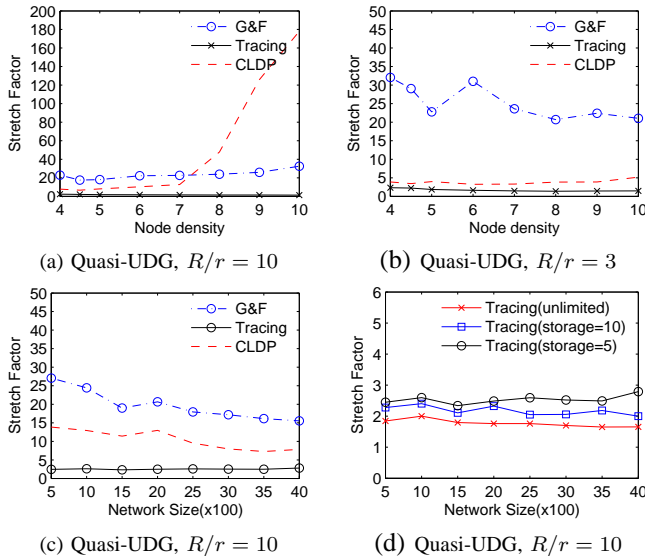 200
180
160
140
120
100
80
60
40
20
0
Stretch Factor
G&F
Tracing
CLDP
4 5 6 7 8 9 10
Node density
(a) Quasi-UDG, R/r = 10
50
45
40
35
30
25
20
15
10
5
0
Stretch Factor
G&F
Tracing
CLDP
4 5 6 7 8 9 10
Node density
(b) Quasi-UDG, R/r = 3
50
45
40
35
30
25
20
15
10
5
0
Stretch Factor
G&F
Tracing
CLDP
5 10 15 20 25 30 35 40
Network Size(x100)
(c) Quasi-UDG, R/r = 10
6
5
4
3
2
1
0
Stretch Factor
Tracing(unlimited)
Tracing(storage=10)
Tracing(storage=5)
5 10 15 20 25 30 35 40
Network Size(x100)
(d) Quasi-UDG, R/r = 10